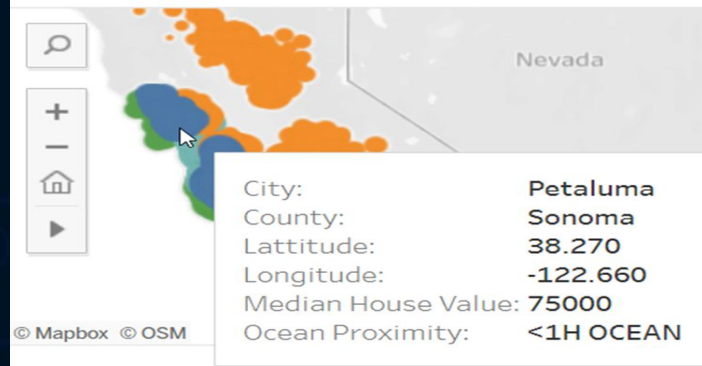 Nevada
City: Petaluma
County: Sonoma
Lattitude: 38.270
Longitude: -122.660
Median House Value: 75000
Ocean Proximity: <1H OCEAN
© Mapbox © OSM